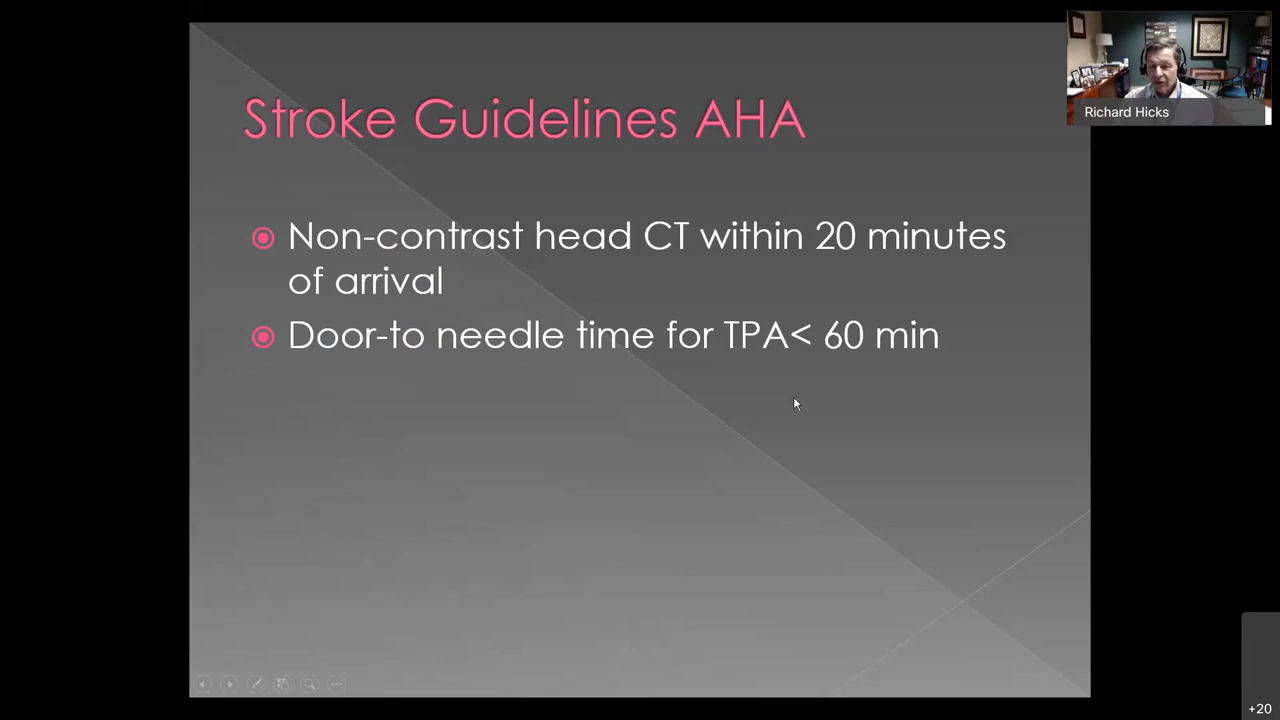 Stroke Guidelines AHA
Non-contrast head CT within 20 minutes
of arrival
Door-to needle time for TPA< 60 min
Richard Hicks
+20